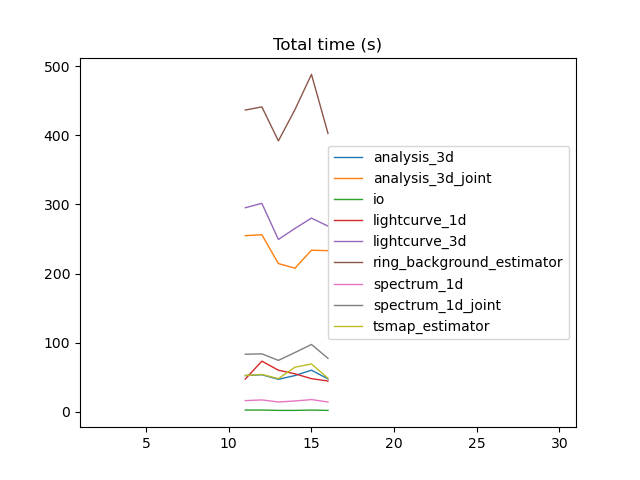 Total time (s)
500
400
300
200
100
0
5
10
15
20
25
30
analysis_3d
analysis_3d_joint
io
lightcurve_1d
lightcurve_3d
ring_background_estimator
spectrum_1d
spectrum_1d_joint
tsmap_estimator